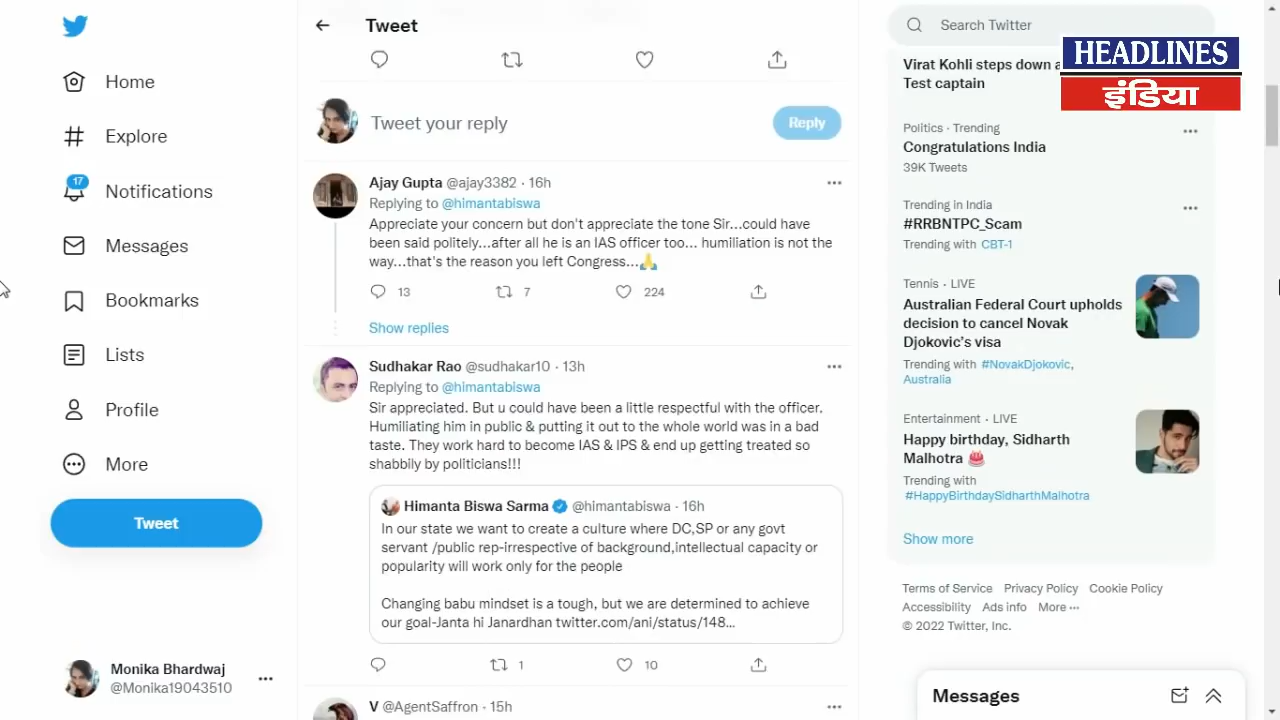 Home
Explore
17
Notifications
Messages
Bookmarks
Lists
Profile
More
Tweet
Monika Bhardwaj
@Monika19043510
Tweet
Tweet your reply
Reply
Ajay Gupta @ajay3382 · 16h
Replying to @himantabiswa
Appreciate your concern but don't appreciate the tone Sir...could have
been said politely...after all he is an IAS officer too... humiliation is not the
way...that's the reason you left Congress...🙏
13 7 224
Show replies
Sudhakar Rao @sudhakar10 · 13h
Replying to @himantabiswa
Sir appreciated. But u could have been a little respectful with the officer.
Humiliating him in public & putting it out to the whole world was in a bad
taste. They work hard to become IAS & IPS & end up getting treated so
shabbily by politicians!!!
Himanta Biswa Sarma @himantabiswa · 16h
In our state we want to create a culture where DC,SP or any govt
servant /public rep-irrespective of background,intellectual capacity or
popularity will work only for the people
Changing babu mindset is a tough, but we are determined to achieve
our goal-Janta hi Janardhan twitter.com/ani/status/148...
1 10
V @AgentSaffron · 15h
Search Twitter
HEADLINES
इंडिया
Virat Kohli steps down a
Test captain
Politics · Trending
Congratulations India
39K Tweets
Trending in India
#RRBNTPC_Scam
Trending with CBT-1
Tennis · LIVE
Australian Federal Court upholds
decision to cancel Novak
Djokovic's visa
Trending with #NovakDjokovic,
Australia
Entertainment · LIVE
Happy birthday, Sidharth
Malhotra 🎂
Trending with
#HappyBirthdaySidharthMalhotra
Show more
Terms of Service Privacy Policy Cookie Policy
Accessibility Ads info More ···
© 2022 Twitter, Inc.
Messages